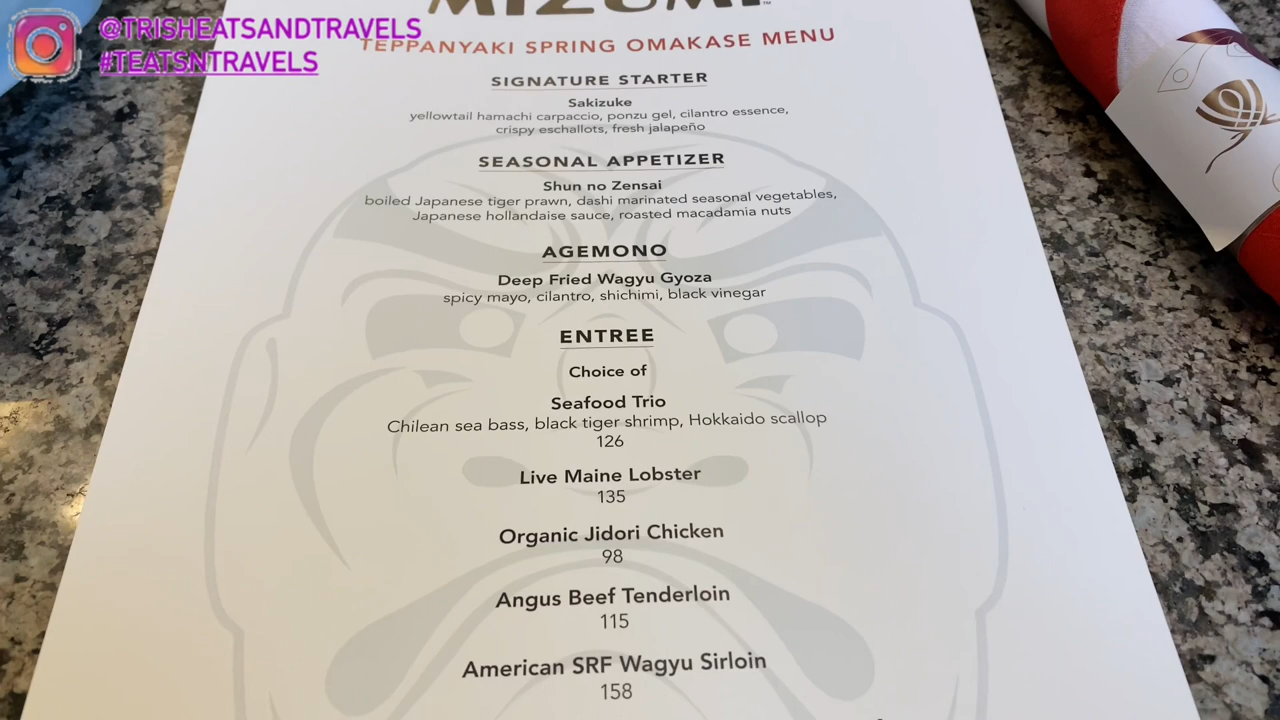 @TRISHEATSANDTRAVELS
#TEATSNTRAVELS
MIZUMI™
TEPPANYAKI SPRING OMAKASE MENU
SIGNATURE STARTER
Sakizuke
yellowtail hamachi carpaccio, ponzu gel, cilantro essence,
crispy eschallots, fresh jalapeño
SEASONAL APPETIZER
Shun no Zensai
boiled Japanese tiger prawn, dashi marinated seasonal vegetables,
Japanese hollandaise sauce, roasted macadamia nuts
AGEMONO
Deep Fried Wagyu Gyoza
spicy mayo, cilantro, shichimi, black vinegar
ENTREE
Choice of
Seafood Trio
Chilean sea bass, black tiger shrimp, Hokkaido scallop
126
Live Maine Lobster
135
Organic Jidori Chicken
98
Angus Beef Tenderloin
115
American SRF Wagyu Sirloin
158